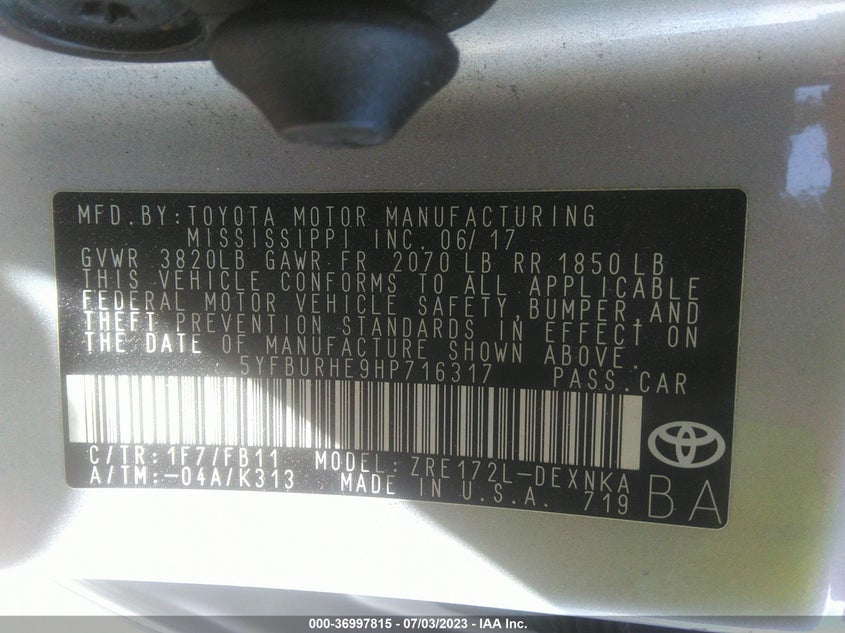 MFD.BY:TOYOTA MOTOR MANUFACTURING
MISSISSIPPI INC. 06/17
GVWR 3820LB GAWR FR 2070 LB RR 1850 LB
THIS VEHICLE CONFORMS TO ALL APPLICABLE
FEDERAL MOTOR VEHICLE SAFETY,BUMPER,AND
THEFT PREVENTION STANDARDS IN EFFECT ON
THE DATE OF MANUFACTURE SHOWN ABOVE.
5YFBURHE9HP716317 PASS.CAR
C/TR:1F7/FB11 MODEL:ZRE172L-DEXNKA
A/TM:-04A/K313 MADE IN U.S.A. 719
BA
000-36997815 - 07/03/2023 - IAA Inc.